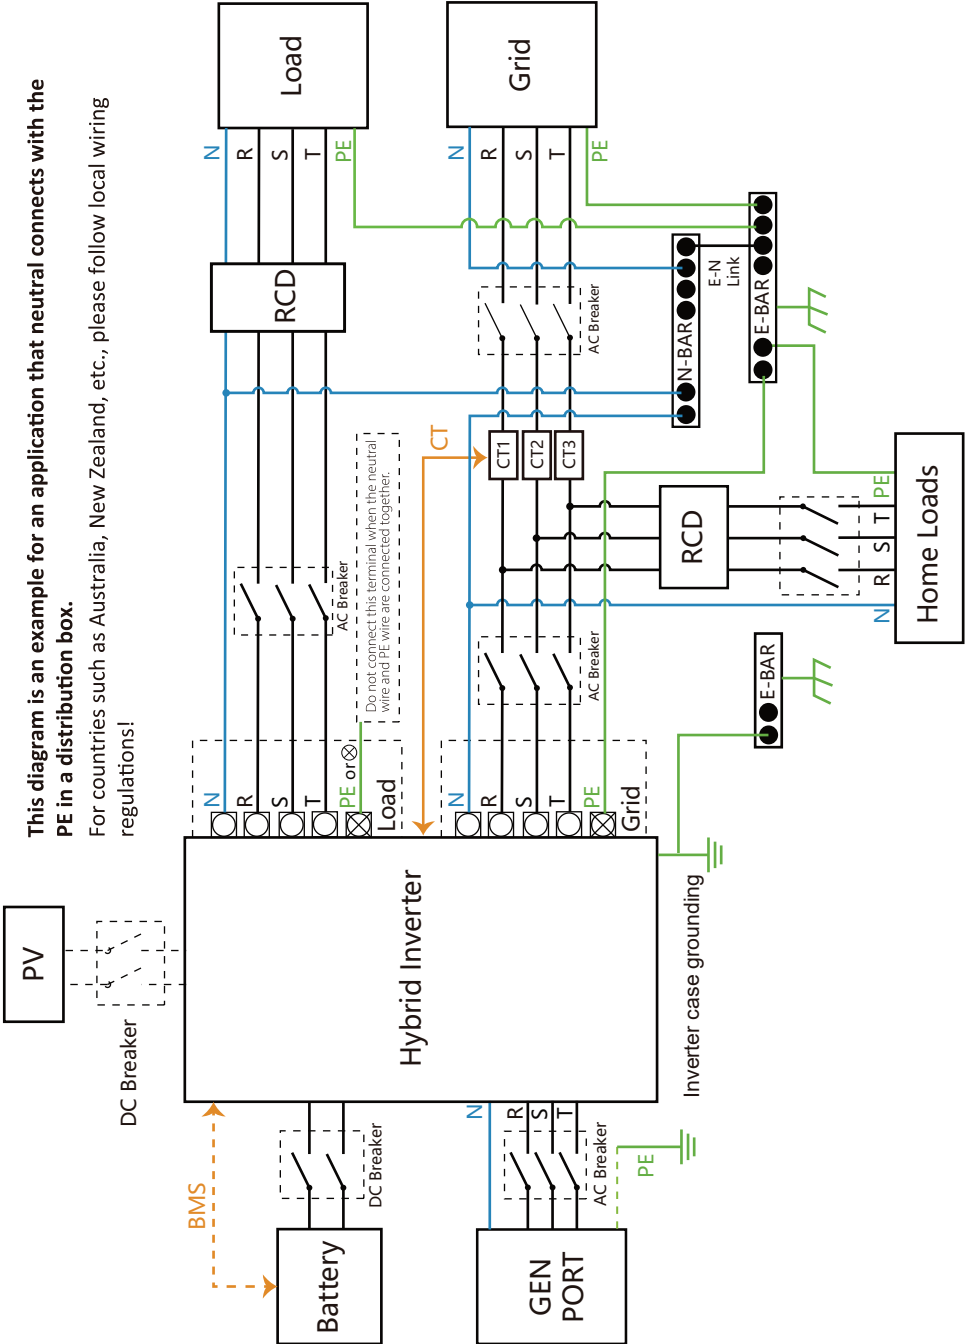 This diagram is an example for an application that neutral connects with the
PE in a distribution box.
For countries such as Australia, New Zealand, etc., please follow local wiring
regulations!
PV
DC Breaker
BMS
Battery
DC Breaker
GEN
PORT
N
R
S
T
AC Breaker
PE
Hybrid Inverter
Inverter case grounding
N
R
S
T
PE or
Load
AC Breaker
Do not connect this terminal when the neutral
wire and PE wire are connected together.
RCD
N
R
S
T
PE
Load
N
R
S
T
PE
Grid
AC Breaker
CT
CT1
CT2
CT3
AC Breaker
N
R
S
T
PE
Grid
N-BAR
E-N
Link
E-BAR
RCD
N
R
S
T
PE
Home Loads
E-BAR